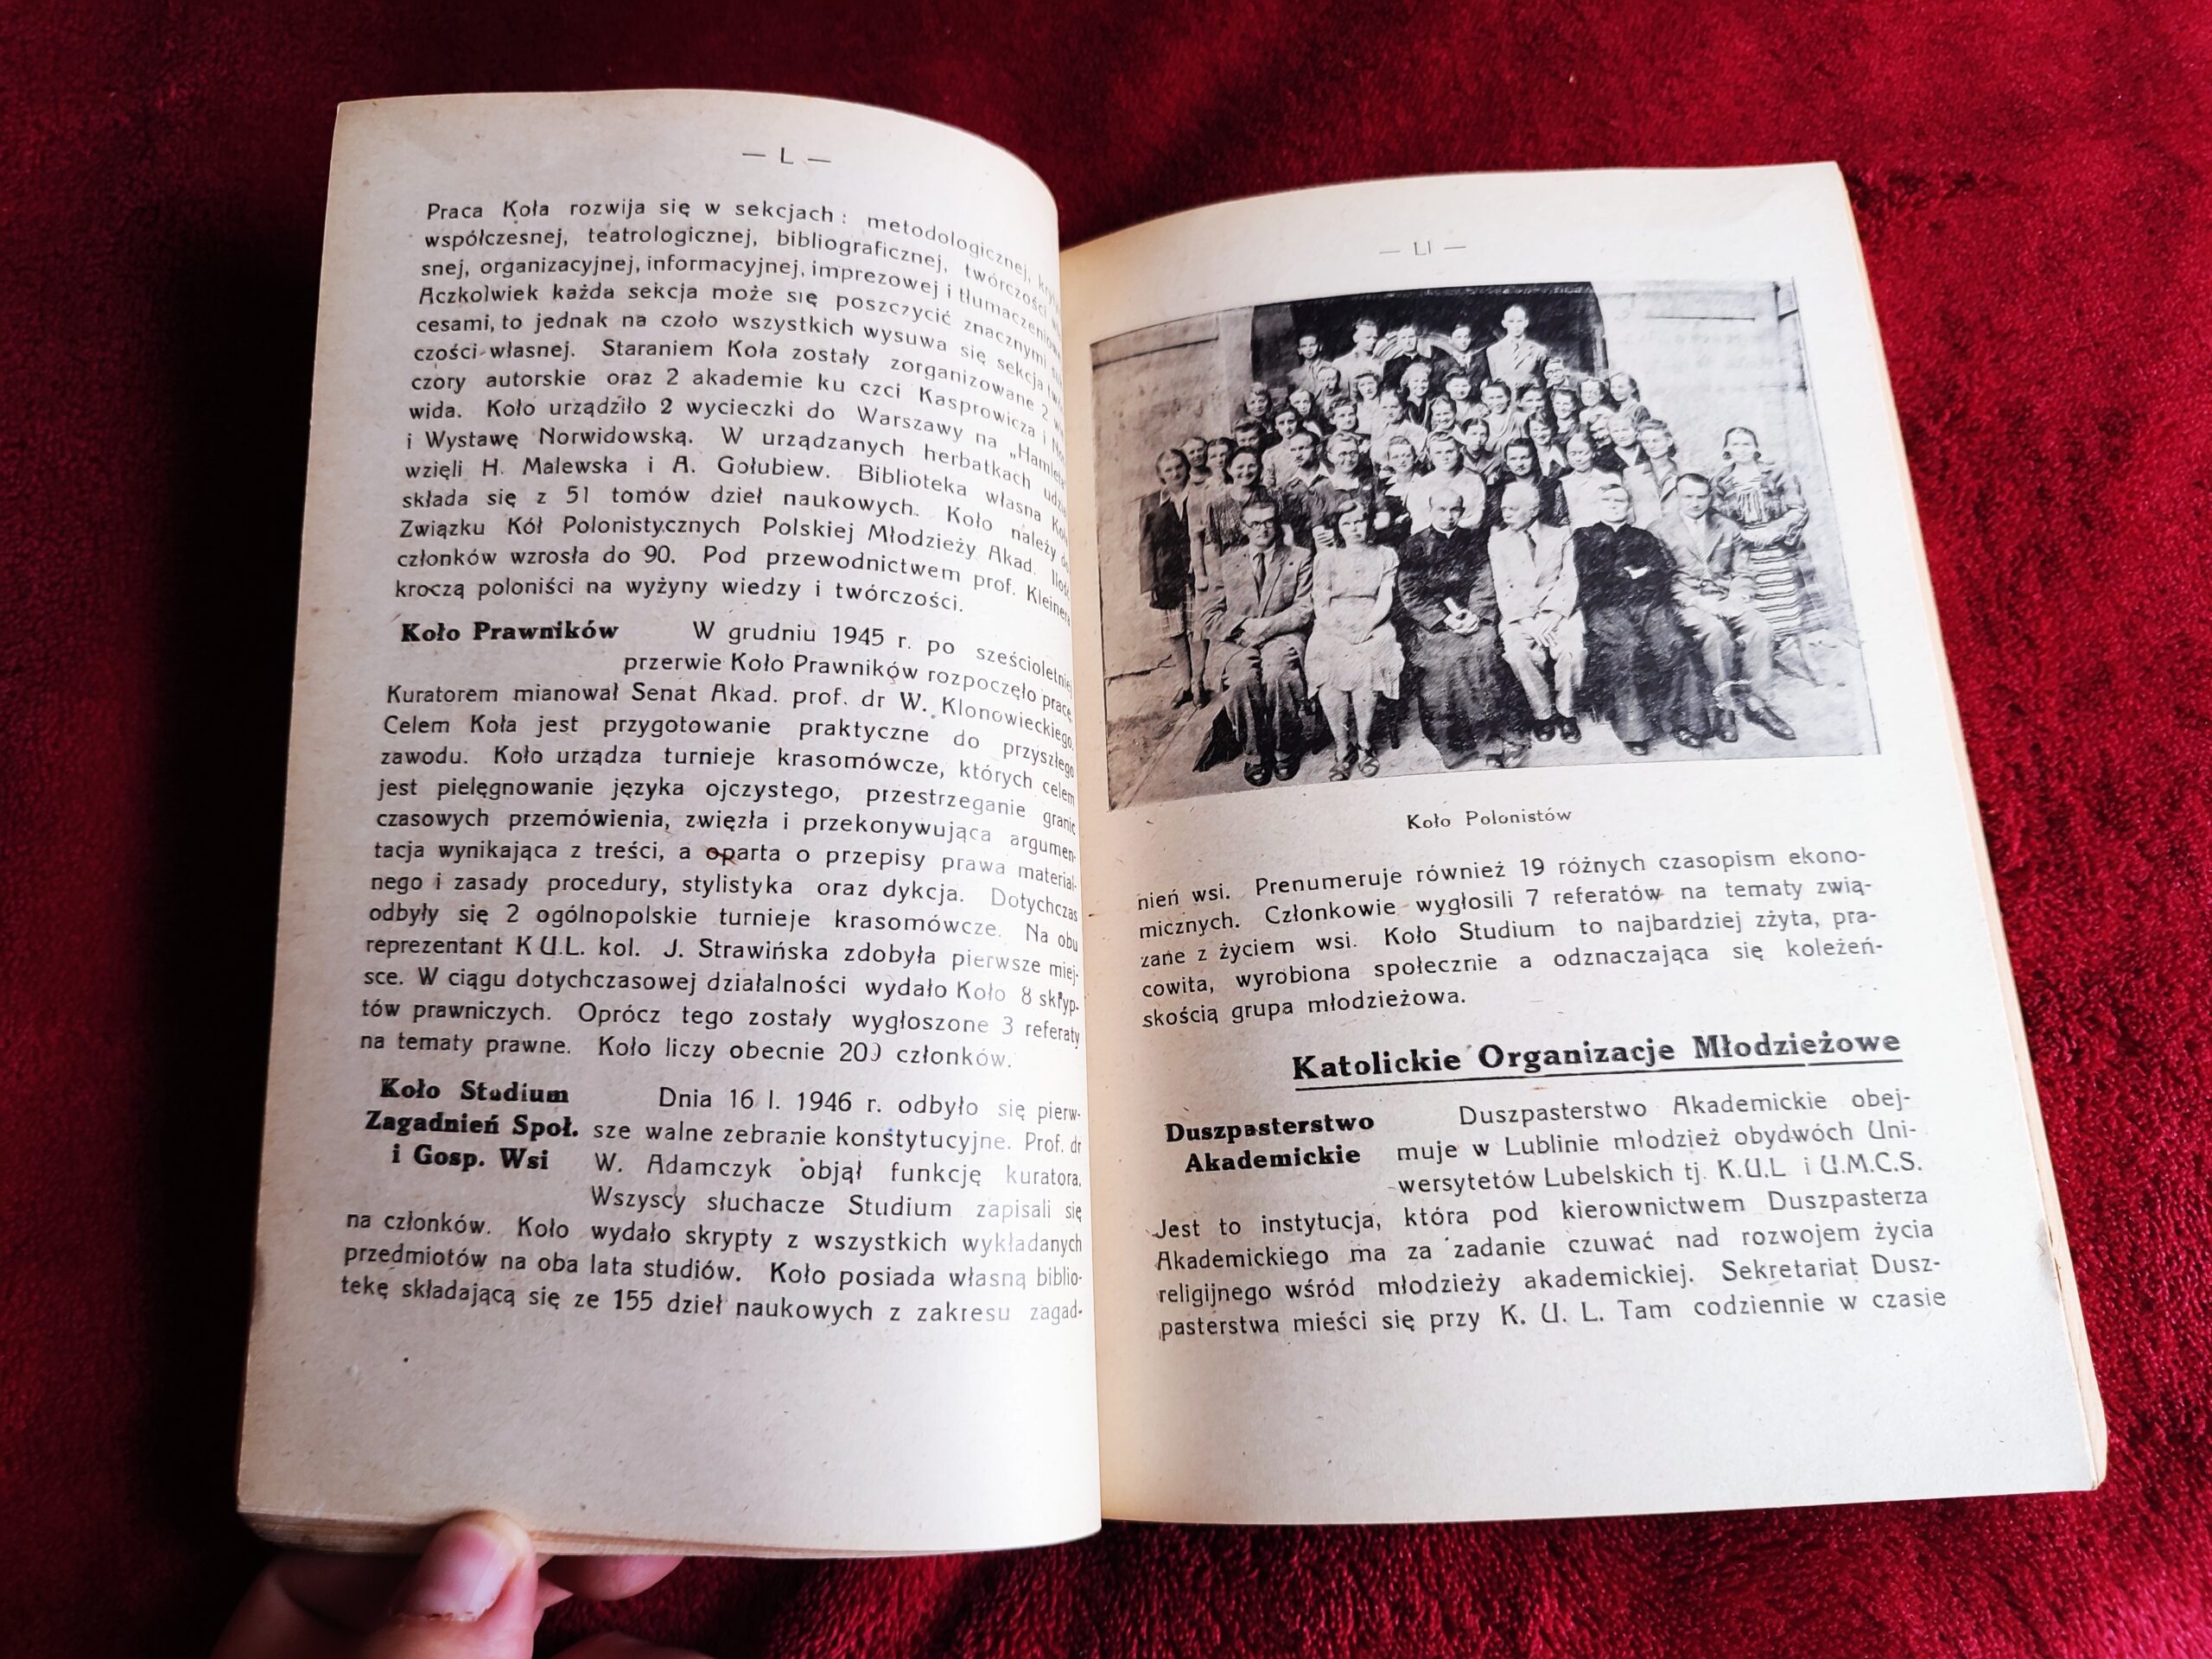 — L —
Praca Koła rozwija się w sekcjach: metodologicznej,
współczesnej, teatrologicznej, bibliograficznej, twórczości
snej, organizacyjnej, informacyjnej, imprezowej i tłumaczeniowej
Aczkolwiek każda sekcja może się poszczycić znacznymi
cesami, to jednak na czoło wszystkich wysuwa się sekcja
czości własnej. Staraniem Koła zostały zorganizowane 2
czory autorskie oraz 2 akademie ku czci Kasprowicza i
wida. Koło urządziło 2 wycieczki do Warszawy na „Hamleta"
i Wystawę Norwidowską. W urządzanych herbatkach
wzięli H. Malewska i A. Gołubiew. Biblioteka własna Koła
składa się z 51 tomów dzieł naukowych. Koło należy do
Związku Kół Polonistycznych Polskiej Młodzieży Akad. Ilość
członków wzrosła do 90. Pod przewodnictwem prof. Kleinera
kroczą poloniści na wyżyny wiedzy i twórczości.
Koło Prawników W grudniu 1945 r. po sześcioletniej
przerwie Koło Prawników rozpoczęło pracę.
Kuratorem mianował Senat Akad. prof. dr W. Klonowieckiego.
Celem Koła jest przygotowanie praktyczne do przyszłego
zawodu. Koło urządza turnieje krasomówcze, których celem
jest pielęgnowanie języka ojczystego, przestrzeganie granic
czasowych przemówienia, zwięzła i przekonywująca argumen-
tacja wynikająca z treści, a oparta o przepisy prawa material-
nego i zasady procedury, stylistyka oraz dykcja. Dotychczas
odbyły się 2 ogólnopolskie turnieje krasomówcze. Na obu
reprezentant K U.L. kol. J. Strawińska zdobyła pierwsze miej-
sce. W ciągu dotychczasowej działalności wydało Koło 8 skryp-
tów prawniczych. Oprócz tego zostały wygłoszone 3 referaty
na tematy prawne. Koło liczy obecnie 200 członków.
Koło Studium Dnia 16 I. 1946 r. odbyło się pierw-
Zagadnień Społ. sze walne zebranie konstytucyjne. Prof. dr
i Gosp. Wsi W. Adamczyk objął funkcję kuratora.
Wszyscy słuchacze Studium zapisali się
na członków. Koło wydało skrypty z wszystkich wykładanych
przedmiotów na oba lata studiów. Koło posiada własną biblio-
tekę składającą się ze 155 dzieł naukowych z zakresu zagad-
— LI —
Koło Polonistów
nień wsi. Prenumeruje również 19 różnych czasopism ekono-
micznych. Członkowie wygłosili 7 referatów na tematy zwią-
zane z życiem wsi. Koło Studium to najbardziej zżyta, pra-
cowita, wyrobiona społecznie a odznaczająca się koleżeń-
skością grupa młodzieżowa.
Katolickie Organizacje Młodzieżowe
Duszpasterstwo Duszpasterstwo Akademickie obej-
Akademickie muje w Lublinie młodzież obydwóch Uni-
wersytetów Lubelskich tj. K.U.L i U.M.C.S.
Jest to instytucja, która pod kierownictwem Duszpasterza
Akademickiego ma za zadanie czuwać nad rozwojem życia
religijnego wśród młodzieży akademickiej. Sekretariat Dusz-
pasterstwa mieści się przy K. U. L. Tam codziennie w czasie